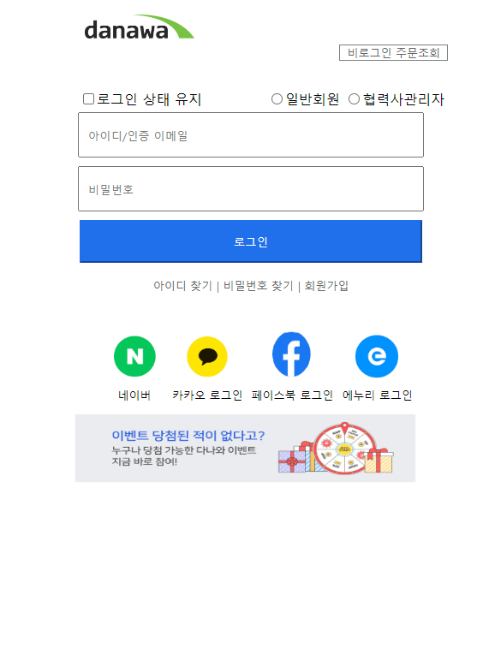 danawa
비로그인 주문조회
로그인 상태 유지 일반회원 협력사관리자
아이디/인증 이메일
비밀번호
로그인
아이디 찾기 | 비밀번호 찾기 | 회원가입
네이버 카카오 로그인 페이스북 로그인 에누리 로그인
이벤트 당첨된 적이 없다고?
누구나 당첨 가능한 다나와 이벤트
지금 바로 참여!